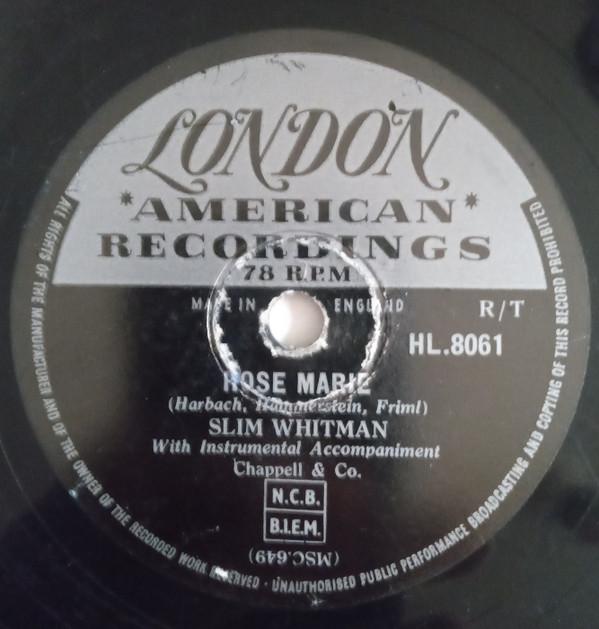 LONDON
*AMERICAN*
RECORDINGS
78 R.P.M
MADE IN ENGLAND
R/T
HL.8061
ROSE MARIE
(Harbach, Hammerstein, Friml)
SLIM WHITMAN
With Instrumental Accompaniment
Chappell & Co.
N.C.B.
B.I.E.M.
(MSC.649)
ALL RIGHTS OF THE MANUFACTURER AND OF THE OWNER OF THE RECORDED WORK RESERVED · UNAUTHORISED PUBLIC PERFORMANCE BROADCASTING AND COPYING OF THIS RECORD PROHIBITED